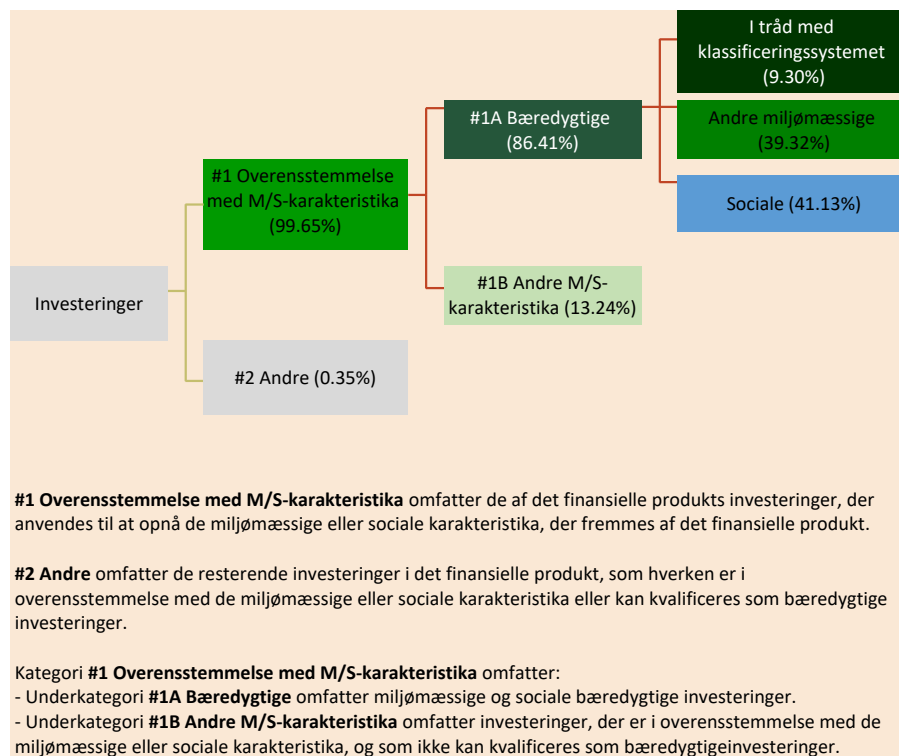 I tråd med
klassificeringssystemet
(9.30%)
#1A Bæredygtige
(86.41%)
Andre miljømæssige
(39.32%)
#1 Overensstemmelse
med M/S-karakteristika
(99.65%)
Sociale (41.13%)
Investeringer
#1B Andre M/S-
karakteristika (13.24%)
#2 Andre (0.35%)
#1 Overensstemmelse med M/S-karakteristika omfatter de af det finansielle produkts investeringer, der
anvendes til at opnå de miljømæssige eller sociale karakteristika, der fremmes af det finansielle produkt.
#2 Andre omfatter de resterende investeringer i det finansielle produkt, som hverken er i
overensstemmelse med de miljømæssige eller sociale karakteristika eller kan kvalificeres som bæredygtige
investeringer.
Kategori #1 Overensstemmelse med M/S-karakteristika omfatter:
- Underkategori #1A Bæredygtige omfatter miljømæssige og sociale bæredygtige investeringer.
- Underkategori #1B Andre M/S-karakteristika omfatter investeringer, der er i overensstemmelse med de
miljømæssige eller sociale karakteristika, og som ikke kan kvalificeres som bæredygtigeinvesteringer.